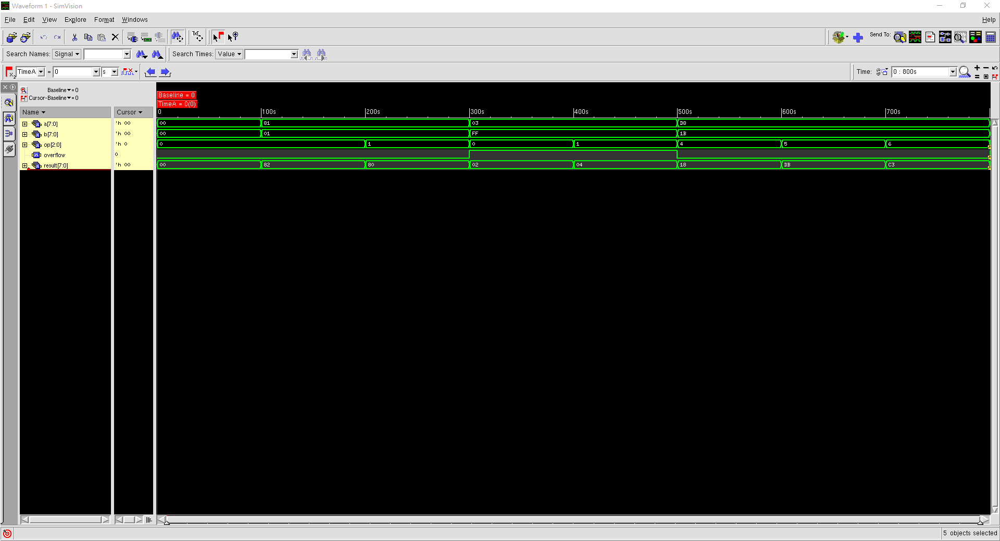 Waveform 1 - SimVision
File Edit View Explore Format Windows Help
TxE
Send To:
Search Names: Signal Search Times: Value
TimeA = 0 s Time: 0 : 800s
Baseline = 0
Cursor-Baseline = 0
Baseline = 0
TimeA = 0(0)
Name Cursor 0 100s 200s 300s 400s 500s 600s 700s
a[7:0] 'h 00 00 81 03 D8
b[7:0] 'h 00 00 01 FF 1B
op[2:0] 'h 0 0 1 0 1 4 5 6
overflow 0
result[7:0] 'h 00 00 82 80 02 04 18 DB C3
5 objects selected